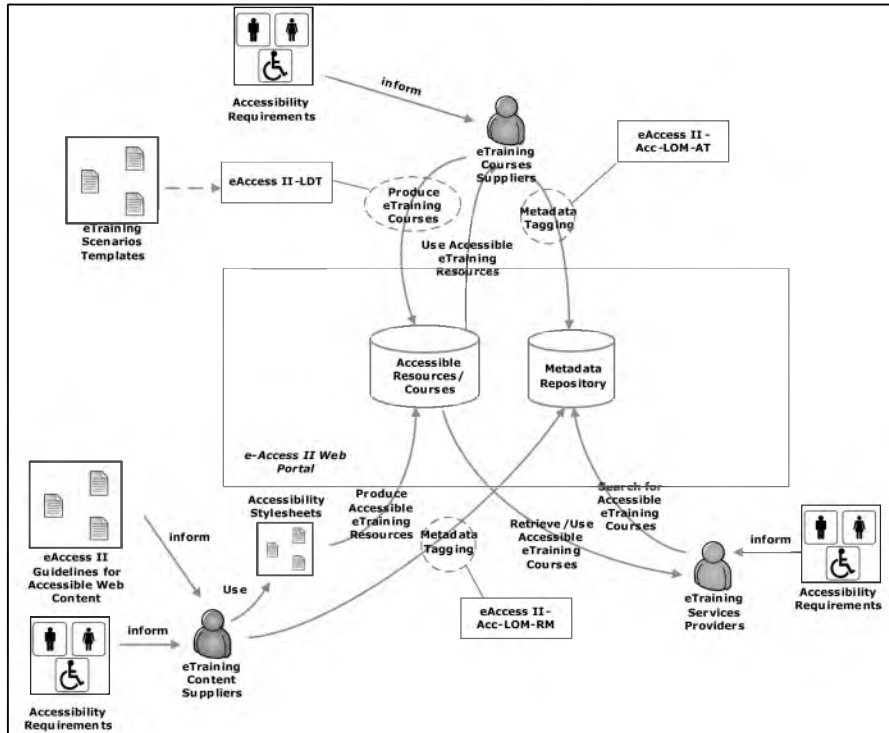 inform
Accessibility
Requirements
eTraining
Courses
Suppliers
eAccess II -
Acc-LOM-AT
eAccess II-LDT
Produce
eTraining
Courses
Metadata
Tagging
eTraining
Scenarios
Templates
Use Accessible
eTraining
Resources
Accessible
Resources/
Courses
Metadata
Repository
e-Access II Web
Portal
Accessibility
Stylesheets
Produce
Accessible
eTraining
Resources
Search for
Accessible
eTraining
Courses
Retrieve/Use
Accessible
eTraining
Courses
Metadata
Tagging
inform
eAccess II
Guidelines for
Accessible Web
Content
Use
inform
eTraining
Services
Providers
Accessibility
Requirements
eAccess II-
Acc-LOM-RM
inform
eTraining
Content
Suppliers
Accessibility
Requirements